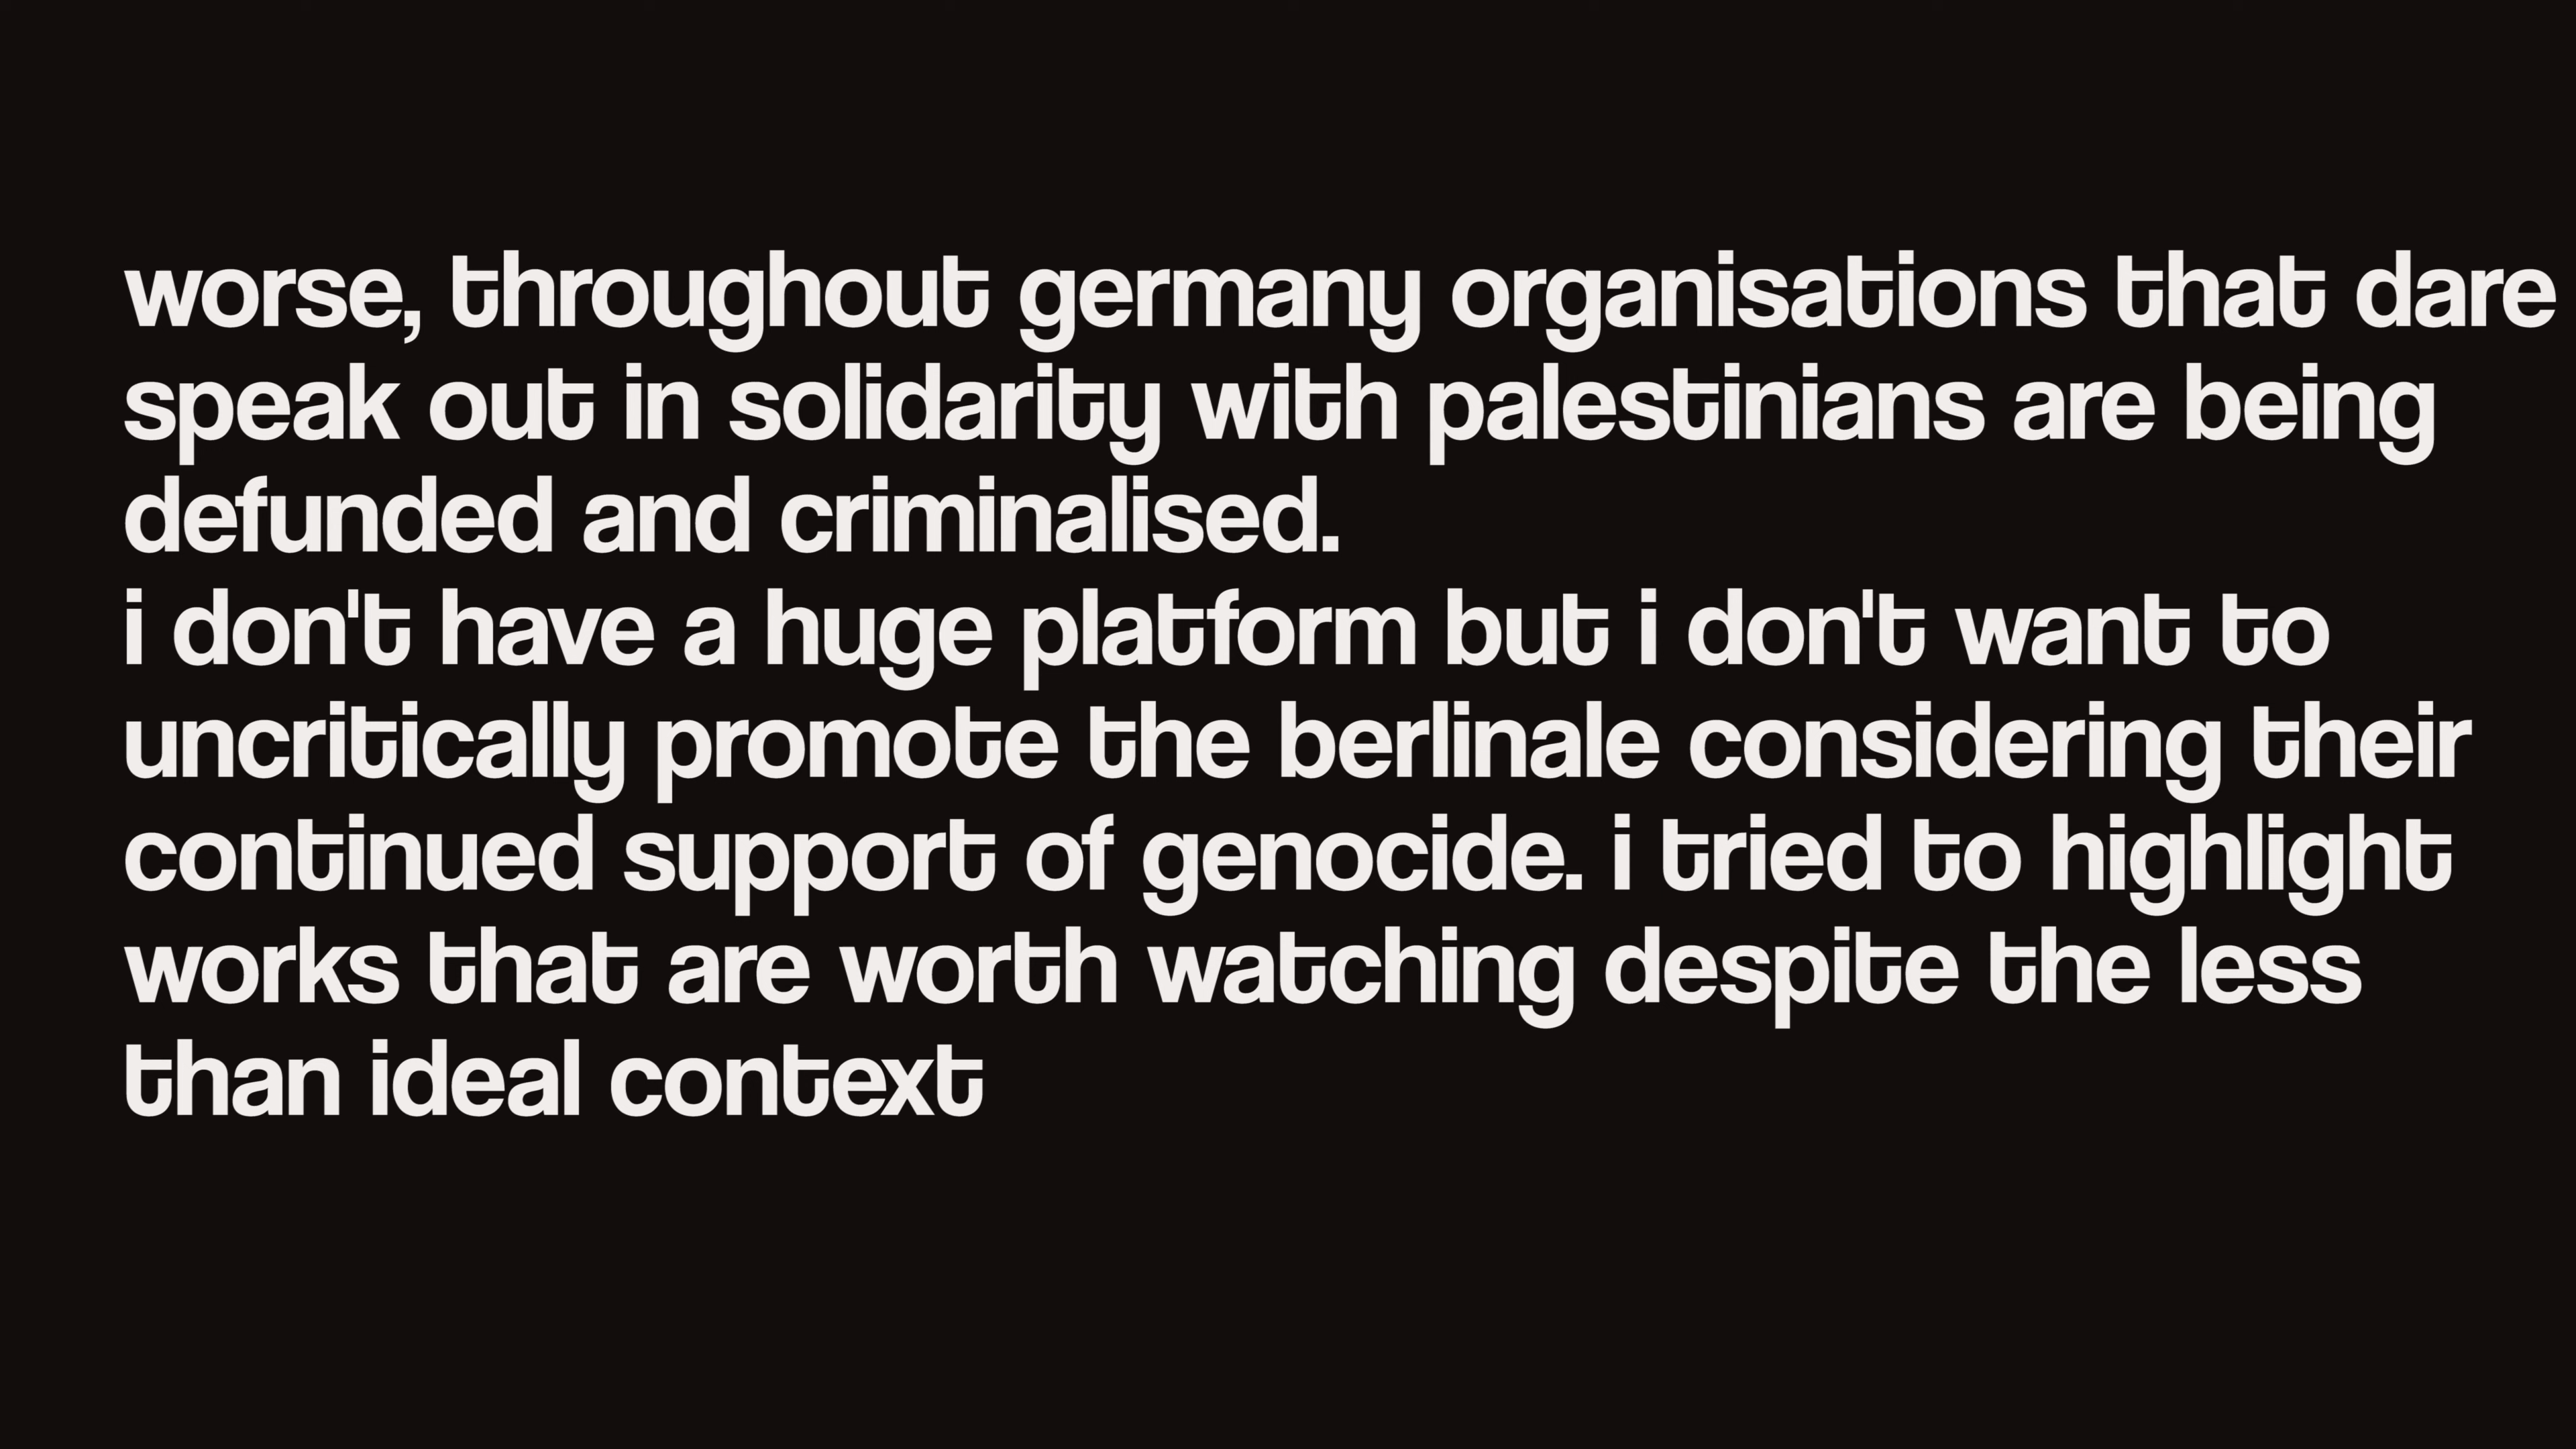 worse, throughout germany organisations that dare
speak out in solidarity with palestinians are being
defunded and criminalised.
i don't have a huge platform but i don't want to
uncritically promote the berlinale considering their
continued support of genocide. i tried to highlight
works that are worth watching despite the less
than ideal context